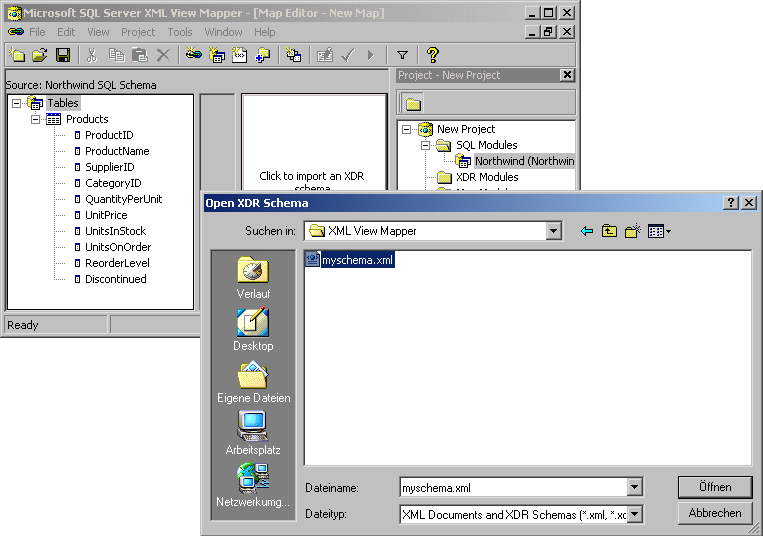 Microsoft SQL Server XML View Mapper - [Map Editor - New Map]
File Edit View Project Tools Window Help
Source: Northwind SQL Schema
Tables
Products
ProductID
ProductName
SupplierID
CategoryID
QuantityPerUnit
UnitPrice
UnitsInStock
UnitsOnOrder
ReorderLevel
Discontinued
Click to import an XDR
schema
Project - New Project
New Project
SQL Modules
Northwind (Northwin
XDR Modules
Ready
Open XDR Schema
Suchen in: XML View Mapper
Verlauf
Desktop
Eigene Dateien
Arbeitsplatz
Netzwerkumg...
myschema.xml
Dateiname: myschema.xml Öffnen
Dateityp: XML Documents and XDR Schemas (*.xml, *.xc Abbrechen